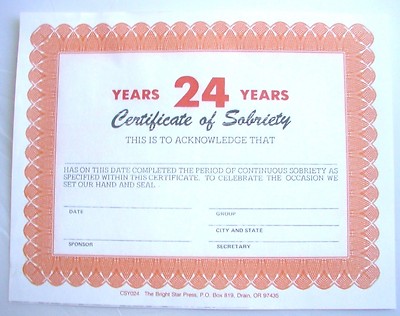 YEARS 24 YEARS
Certificate of Sobriety
THIS IS TO ACKNOWLEDGE THAT
HAS ON THIS DATE COMPLETED THE PERIOD OF CONTINUOUS SOBRIETY AS
SPECIFIED WITHIN THIS CERTIFICATE. TO CELEBRATE THE OCCASION WE
SET OUR HAND AND SEAL.
DATE
GROUP
CITY AND STATE
SPONSOR
SECRETARY
CSY024 The Bright Star Press, P.O. Box 819, Drain, OR 97435